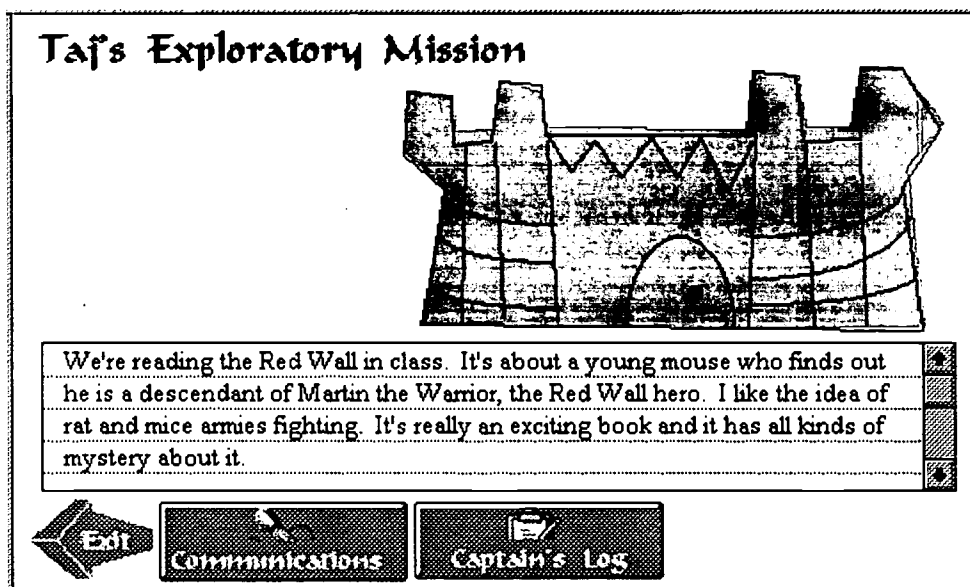 Taj's Exploratory Mission
We're reading the Red Wall in class. It's about a young mouse who finds out
he is a descendant of Martin the Warrior, the Red Wall hero. I like the idea of
rat and mice armies fighting. It's really an exciting book and it has all kinds of
mystery about it.
Exit
Communications
Captain's Log